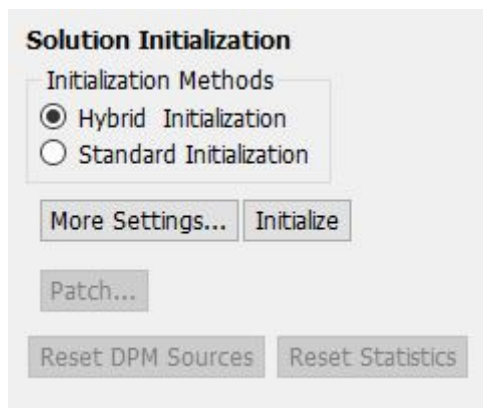 Solution Initialization
Initialization Methods
Hybrid Initialization
Standard Initialization
More Settings... Initialize
Patch...
Reset DPM Sources Reset Statistics